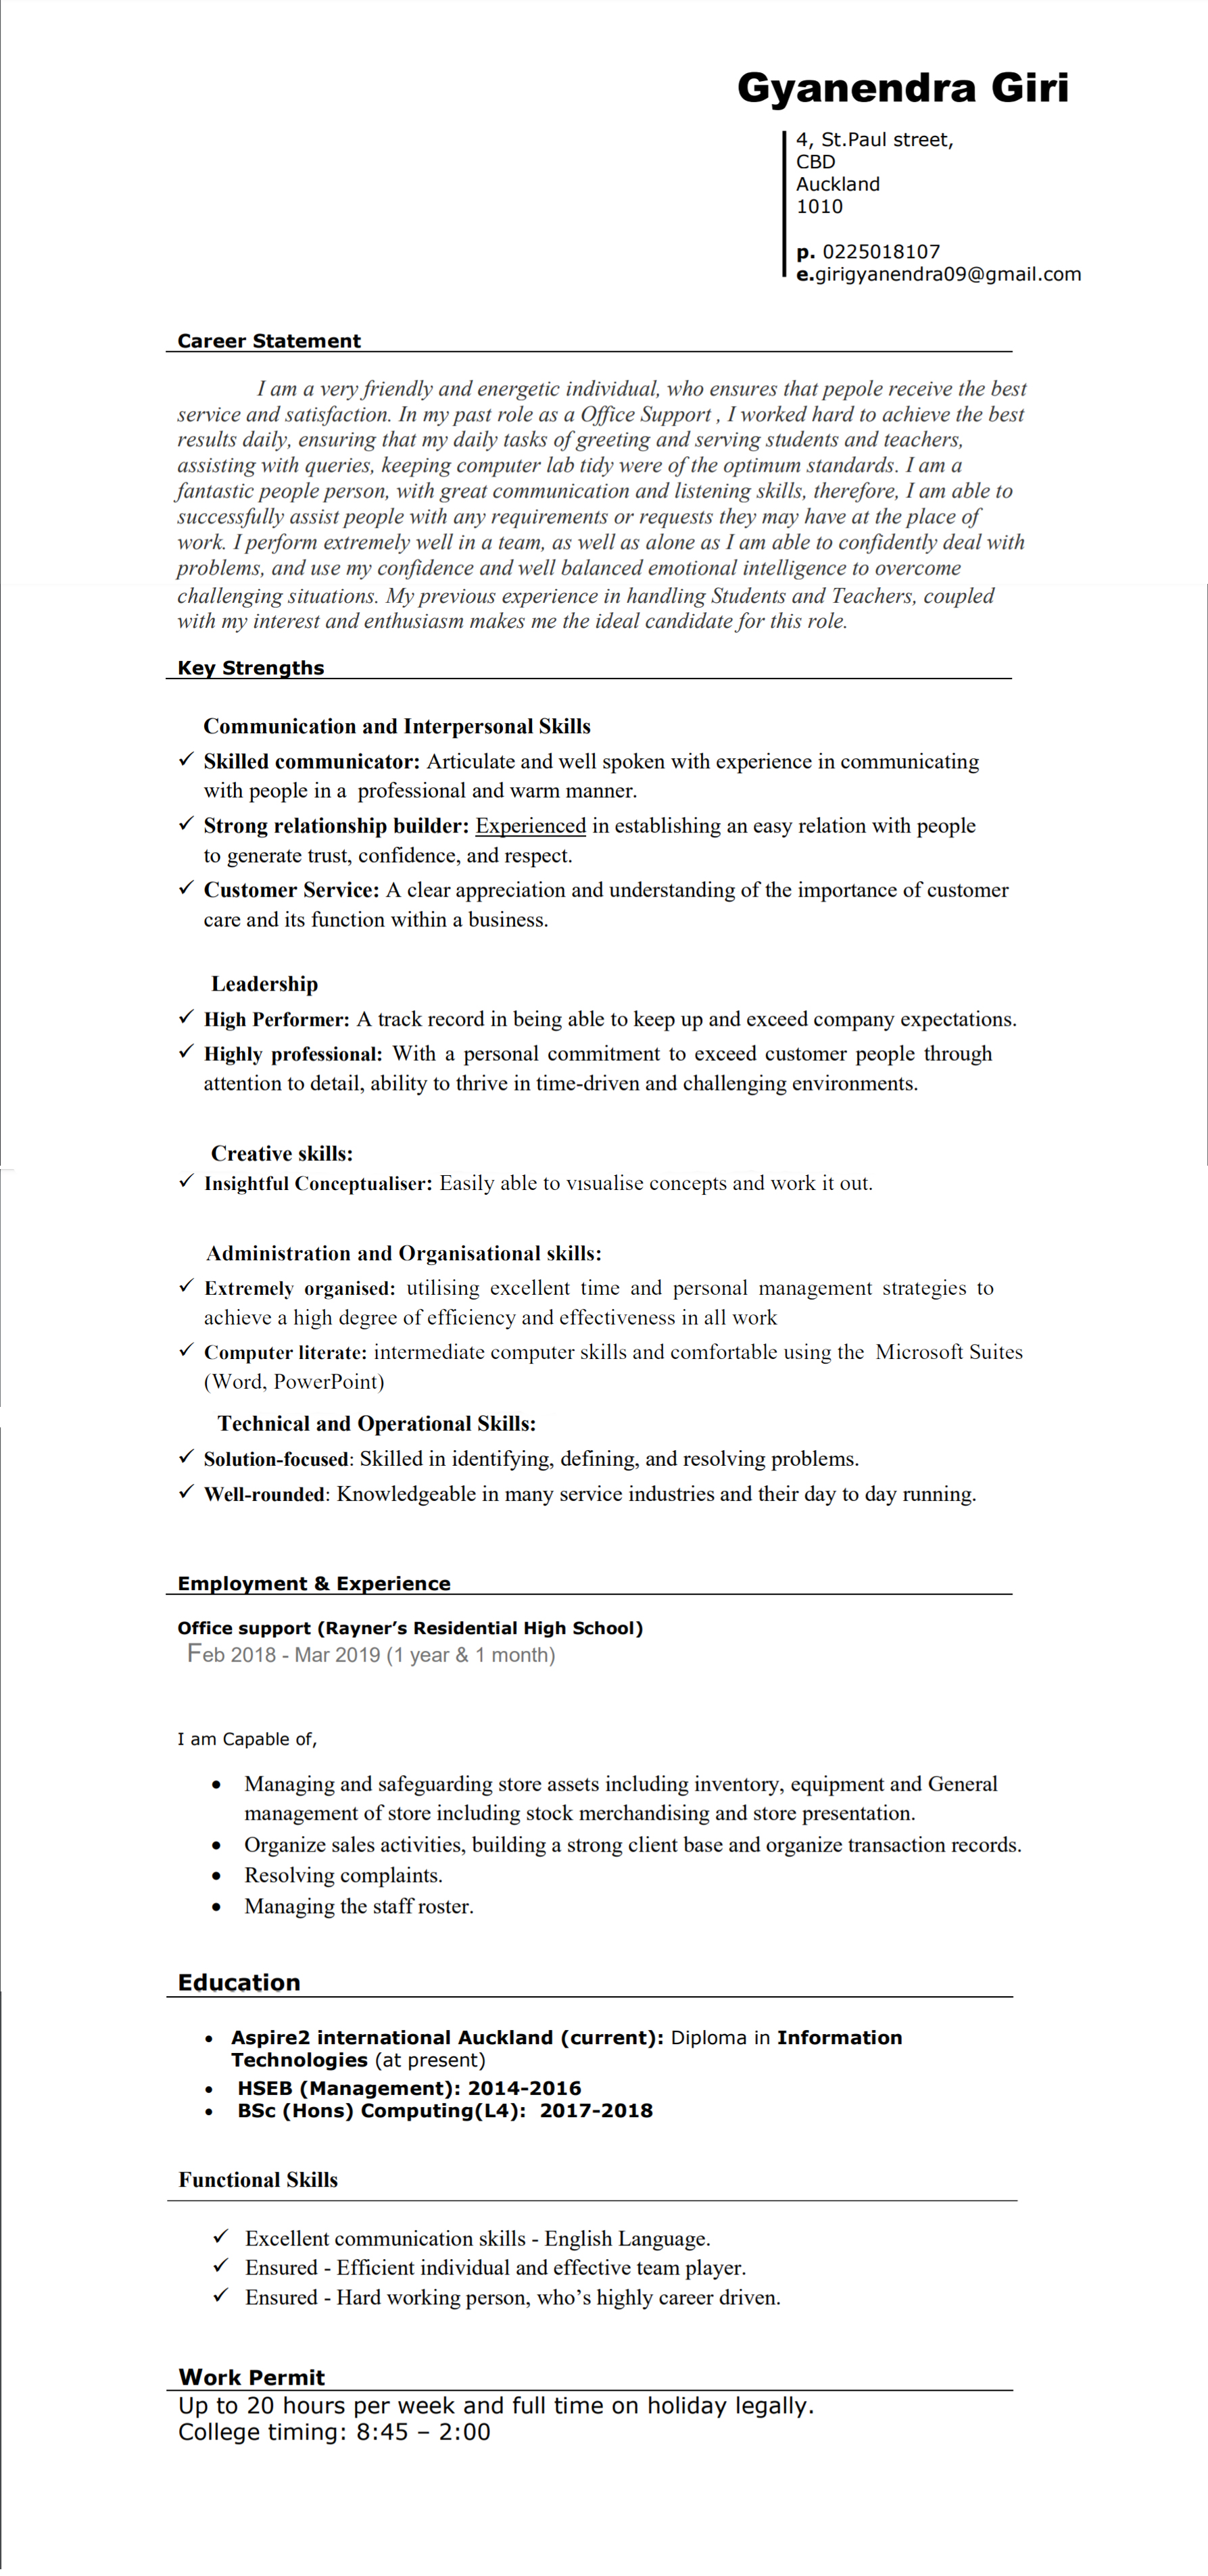 Gyanendra Giri
4, St.Paul street,
CBD
Auckland
1010
p. 0225018107
e.girigyanendra09@gmail.com
Career Statement
I am a very friendly and energetic individual, who ensures that pepole receive the best
service and satisfaction. In my past role as a Office Support , I worked hard to achieve the best
results daily, ensuring that my daily tasks of greeting and serving students and teachers,
assisting with queries, keeping computer lab tidy were of the optimum standards. I am a
fantastic people person, with great communication and listening skills, therefore, I am able to
successfully assist people with any requirements or requests they may have at the place of
work. I perform extremely well in a team, as well as alone as I am able to confidently deal with
problems, and use my confidence and well balanced emotional intelligence to overcome
challenging situations. My previous experience in handling Students and Teachers, coupled
with my interest and enthusiasm makes me the ideal candidate for this role.
Key Strengths
Communication and Interpersonal Skills
✓ Skilled communicator: Articulate and well spoken with experience in communicating
with people in a professional and warm manner.
✓ Strong relationship builder: Experienced in establishing an easy relation with people
to generate trust, confidence, and respect.
✓ Customer Service: A clear appreciation and understanding of the importance of customer
care and its function within a business.
Leadership
✓ High Performer: A track record in being able to keep up and exceed company expectations.
✓ Highly professional: With a personal commitment to exceed customer people through
attention to detail, ability to thrive in time-driven and challenging environments.
Creative skills:
✓ Insightful Conceptualiser: Easily able to visualise concepts and work it out.
Administration and Organisational skills:
✓ Extremely organised: utilising excellent time and personal management strategies to
achieve a high degree of efficiency and effectiveness in all work
✓ Computer literate: intermediate computer skills and comfortable using the Microsoft Suites
(Word, PowerPoint)
Technical and Operational Skills:
✓ Solution-focused: Skilled in identifying, defining, and resolving problems.
✓ Well-rounded: Knowledgeable in many service industries and their day to day running.
Employment & Experience
Office support (Rayner’s Residential High School)
Feb 2018 - Mar 2019 (1 year & 1 month)
I am Capable of,
• Managing and safeguarding store assets including inventory, equipment and General
management of store including stock merchandising and store presentation.
• Organize sales activities, building a strong client base and organize transaction records.
• Resolving complaints.
• Managing the staff roster.
Education
• Aspire2 international Auckland (current): Diploma in Information
Technologies (at present)
• HSEB (Management): 2014-2016
• BSc (Hons) Computing(L4): 2017-2018
Functional Skills
✓ Excellent communication skills - English Language.
✓ Ensured - Efficient individual and effective team player.
✓ Ensured - Hard working person, who’s highly career driven.
Work Permit
Up to 20 hours per week and full time on holiday legally.
College timing: 8:45 – 2:00